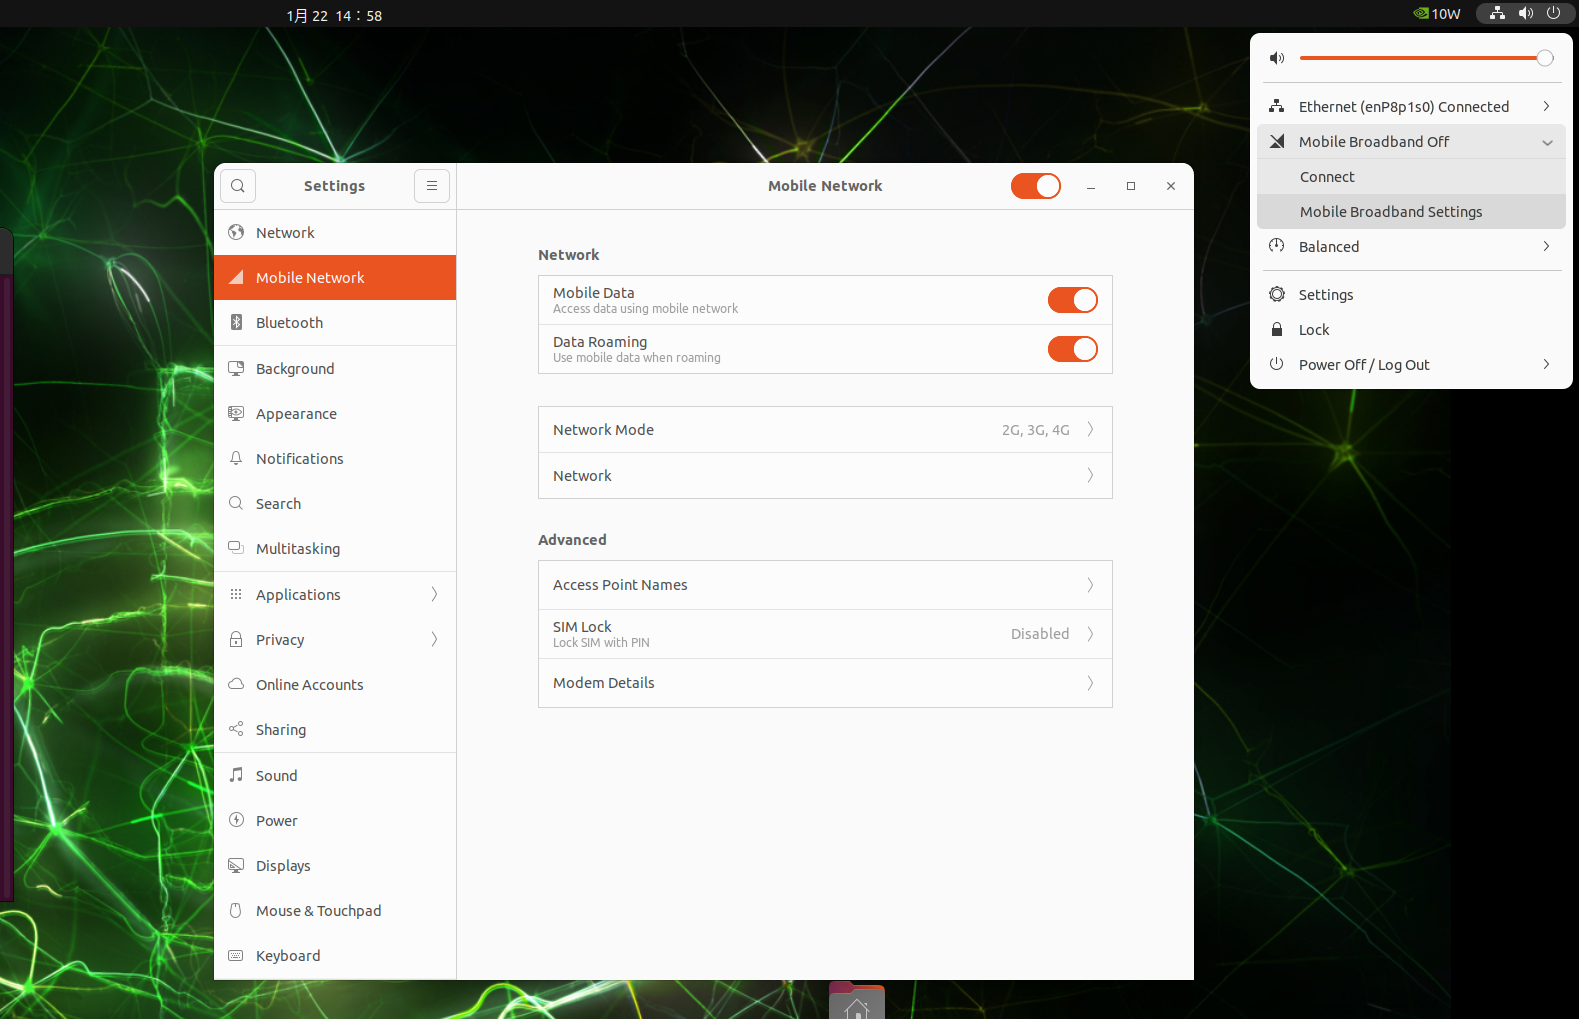 1月 22 14：58
10W
Ethernet (enP8p1s0) Connected
Mobile Broadband Off
Connect
Mobile Broadband Settings
Balanced
Settings
Lock
Power Off / Log Out
Settings
Mobile Network
Network
Mobile Network
Bluetooth
Background
Appearance
Notifications
Search
Multitasking
Applications
Privacy
Online Accounts
Sharing
Sound
Power
Displays
Mouse & Touchpad
Keyboard
Network
Mobile Data
Access data using mobile network
Data Roaming
Use mobile data when roaming
Network Mode 2G, 3G, 4G
Network
Advanced
Access Point Names
SIM Lock
Lock SIM with PIN
Disabled
Modem Details